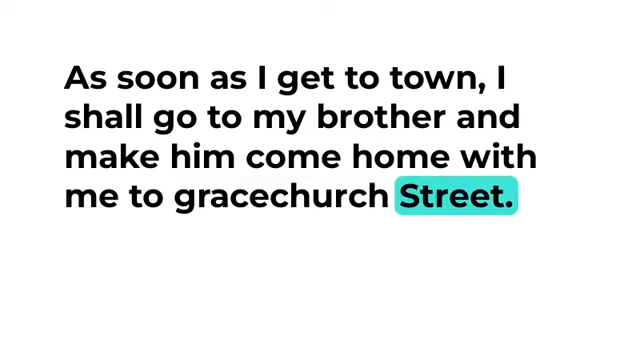 As soon as I get to town, I
shall go to my brother and
make him come home with
me to gracechurch Street.